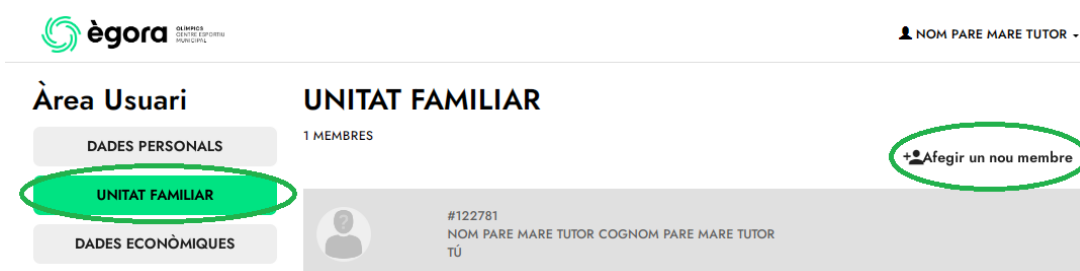 ègora OLÍMPICS
CENTRE ESPORTIU
MUNICIPAL
NOM PARE MARE TUTOR
Àrea Usuari
DADES PERSONALS
UNITAT FAMILIAR
DADES ECONÒMIQUES
UNITAT FAMILIAR
1 MEMBRES
Afegir un nou membre
#122781
NOM PARE MARE TUTOR COGNOM PARE MARE TUTOR
TÚ